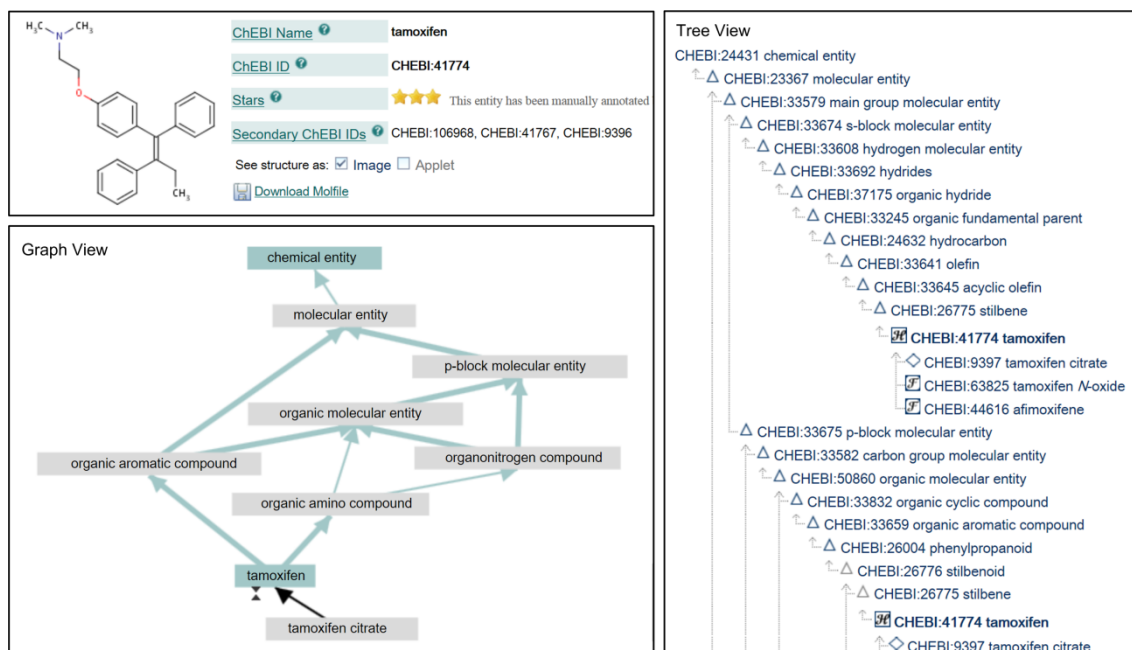 H₃C
CH₃
N
O
CH₃
ChEBI Name ? tamoxifen
ChEBI ID ? CHEBI:41774
Stars ? This entity has been manually annotated
Secondary ChEBI IDs ? CHEBI:106968, CHEBI:41767, CHEBI:9396
See structure as: Image Applet
Download Molfile
Graph View
chemical entity
molecular entity
p-block molecular entity
organic molecular entity
organic aromatic compound
organonitrogen compound
organic amino compound
tamoxifen
tamoxifen citrate
Tree View
CHEBI:24431 chemical entity
CHEBI:23367 molecular entity
CHEBI:33579 main group molecular entity
CHEBI:33674 s-block molecular entity
CHEBI:33608 hydrogen molecular entity
CHEBI:33692 hydrides
CHEBI:37175 organic hydride
CHEBI:33245 organic fundamental parent
CHEBI:24632 hydrocarbon
CHEBI:33641 olefin
CHEBI:33645 acyclic olefin
CHEBI:26775 stilbene
H CHEBI:41774 tamoxifen
CHEBI:9397 tamoxifen citrate
F CHEBI:63825 tamoxifen N-oxide
F CHEBI:44616 afimoxifene
CHEBI:33675 p-block molecular entity
CHEBI:33582 carbon group molecular entity
CHEBI:50860 organic molecular entity
CHEBI:33832 organic cyclic compound
CHEBI:33659 organic aromatic compound
CHEBI:26004 phenylpropanoid
CHEBI:26776 stilbenoid
CHEBI:26775 stilbene
H CHEBI:41774 tamoxifen
CHEBI:9397 tamoxifen citrate